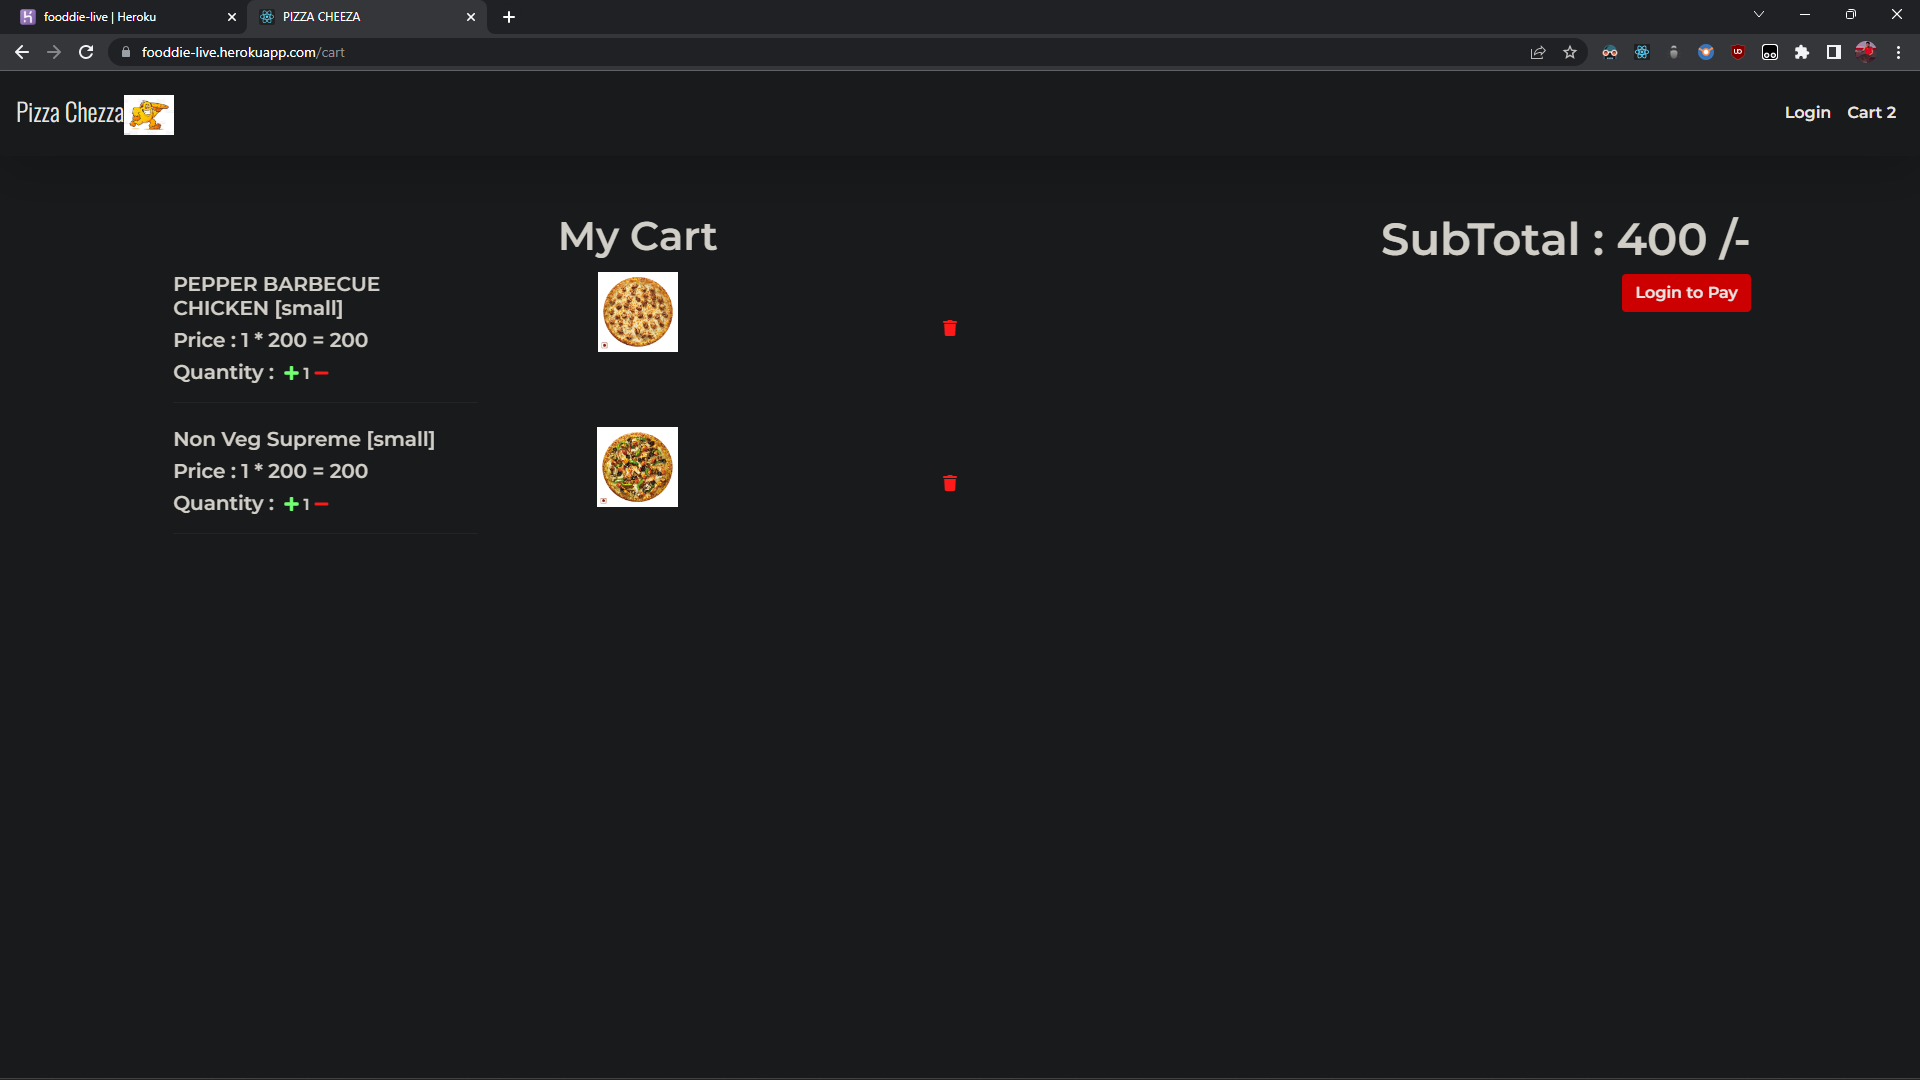 fooddie-live | Heroku
PIZZA CHEEZA
fooddie-live.herokuapp.com/cart
Pizza Chezza
Login
Cart 2
My Cart
SubTotal : 400 /-
Login to Pay
PEPPER BARBECUE
CHICKEN [small]
Price : 1 * 200 = 200
Quantity : 1
Non Veg Supreme [small]
Price : 1 * 200 = 200
Quantity : 1